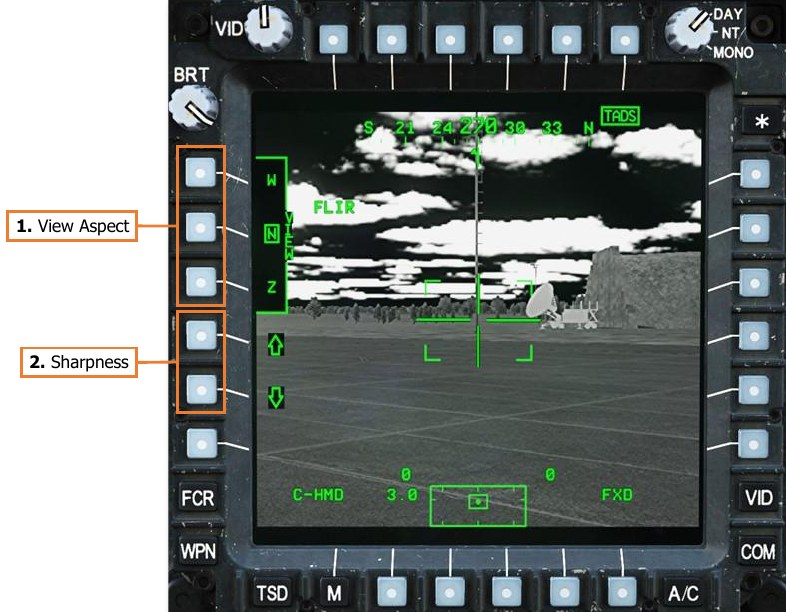 VID
DAY
NT
MONO
BRT
*
TADS
S 21 24 270 30 33 N
W
N
Z
VIEW
FLIR
1. View Aspect
2. Sharpness
0 0
C-HMD 3.0 FXD
FCR
VID
WPN
COM
TSD
M
A/C